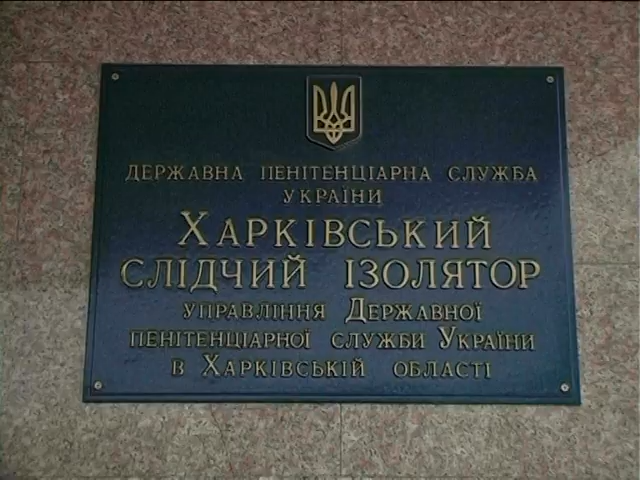 ДЕРЖАВНА ПЕНІТЕНЦІАРНА СЛУЖБА
УКРАЇНИ
ХАРКІВСЬКИЙ
СЛІДЧИЙ ІЗОЛЯТОР
УПРАВЛІННЯ ДЕРЖАВНОЇ
ПЕНІТЕНЦІАРНОЇ СЛУЖБИ УКРАЇНИ
В ХАРКІВСЬКІЙ ОБЛАСТІ